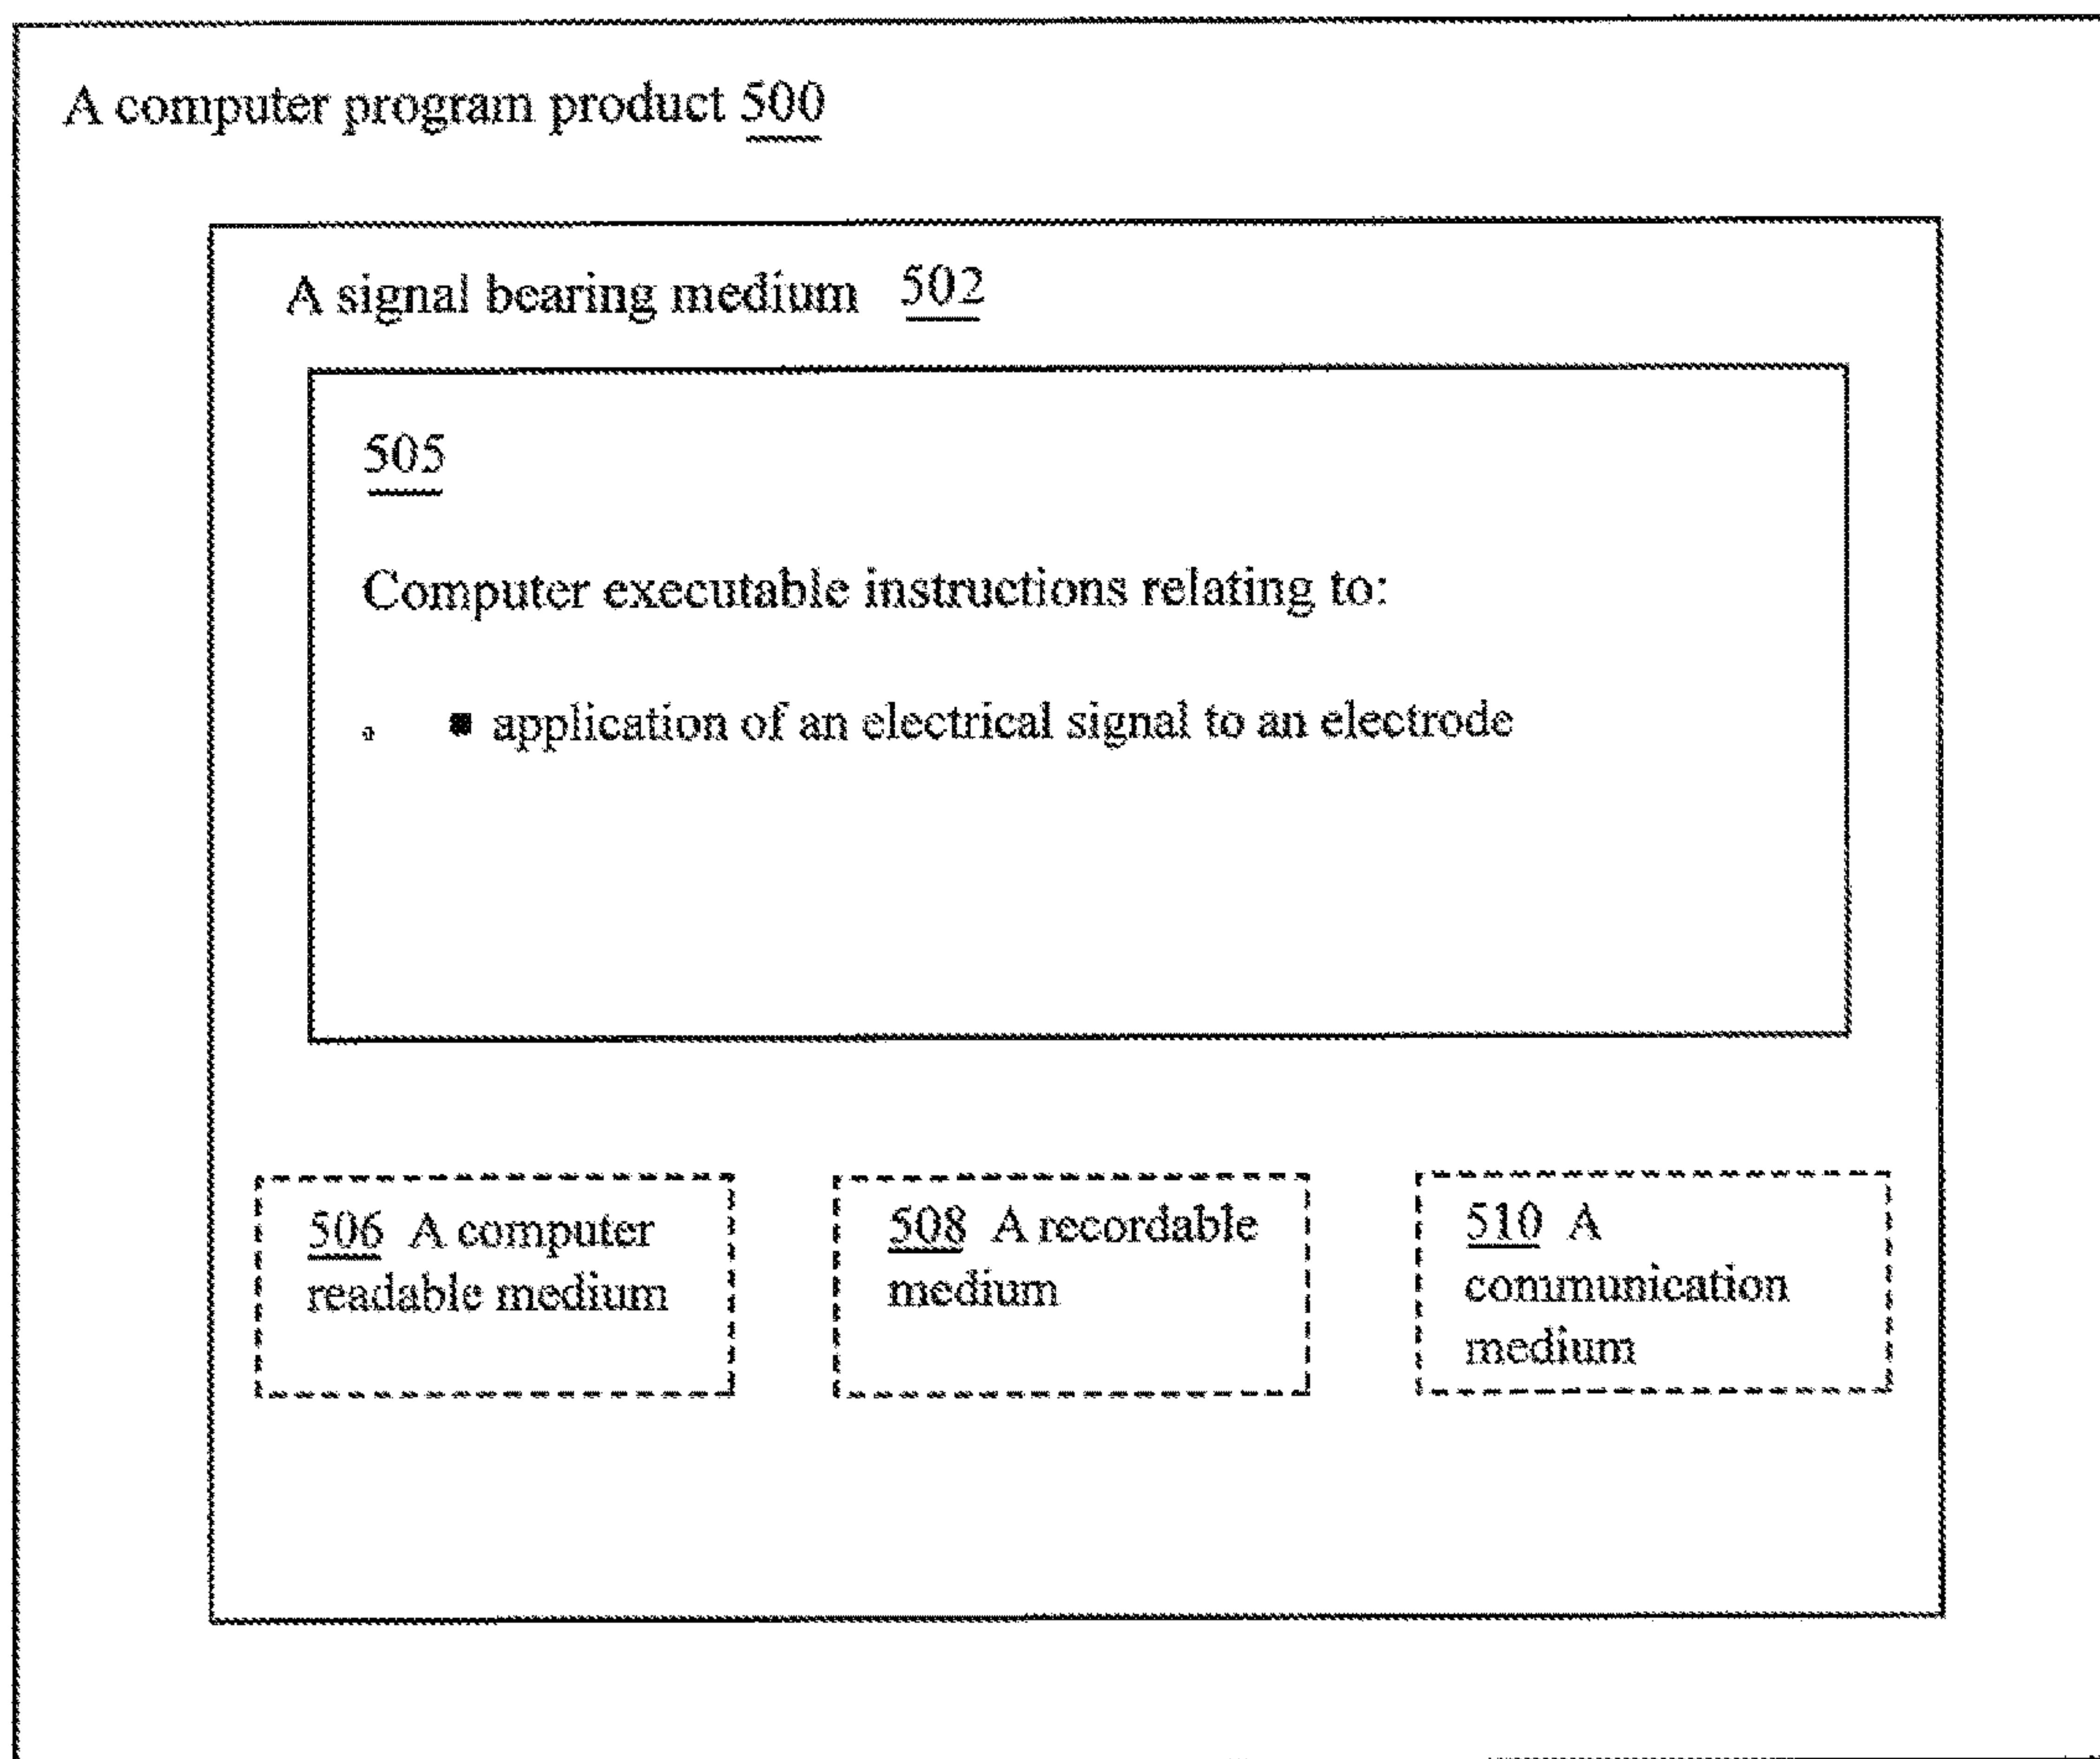 A computer program product 500
A signal bearing medium 502
505
Computer executable instructions relating to:
▪ application of an electrical signal to an electrode
506 A computer
readable medium
508 A recordable
medium
510 A
communication
medium